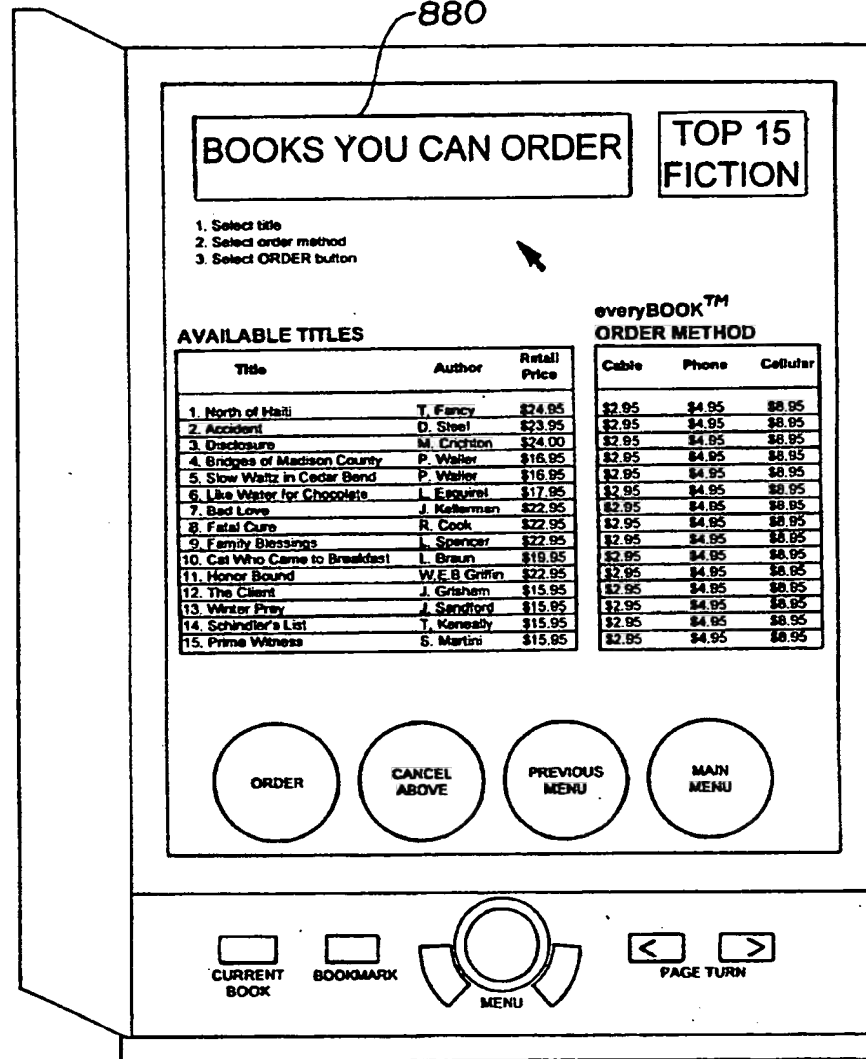 880
BOOKS YOU CAN ORDER
TOP 15
FICTION
1. Select title
2. Select order method
3. Select ORDER button
everyBOOK™
AVAILABLE TITLES
ORDER METHOD
Title Author Retail Price
Cable Phone Cellular
1. North of Haiti T. Fancy $24.95 $2.95 $4.95 $8.95
2. Accident D. Steel $23.95 $2.95 $4.95 $8.95
3. Disclosure M. Crichton $24.00 $2.95 $4.95 $8.95
4. Bridges of Madison County P. Waller $16.95 $2.95 $4.95 $8.95
5. Slow Waltz in Cedar Bend P. Waller $16.95 $2.95 $4.95 $8.95
6. Like Water for Chocolate L. Esquirel $17.95 $2.95 $4.95 $8.95
7. Bad Love J. Kellerman $22.95 $2.95 $4.95 $8.95
8. Fatal Cure R. Cook $22.95 $2.95 $4.95 $8.95
9. Family Blessings L. Spencer $22.95 $2.95 $4.95 $8.95
10. Cat Who Came to Breakfast L. Braun $19.95 $2.95 $4.95 $8.95
11. Honor Bound W.E.B Griffin $22.95 $2.95 $4.95 $8.95
12. The Client J. Grisham $15.95 $2.95 $4.95 $8.95
13. Winter Prey J. Sandford $15.95 $2.95 $4.95 $8.95
14. Schindler's List T. Keneally $15.95 $2.95 $4.95 $8.95
15. Prime Witness S. Martini $15.95 $2.95 $4.95 $8.95
ORDER
CANCEL
ABOVE
PREVIOUS
MENU
MAIN
MENU
< >
CURRENT
BOOK
BOOKMARK
MENU
PAGE TURN